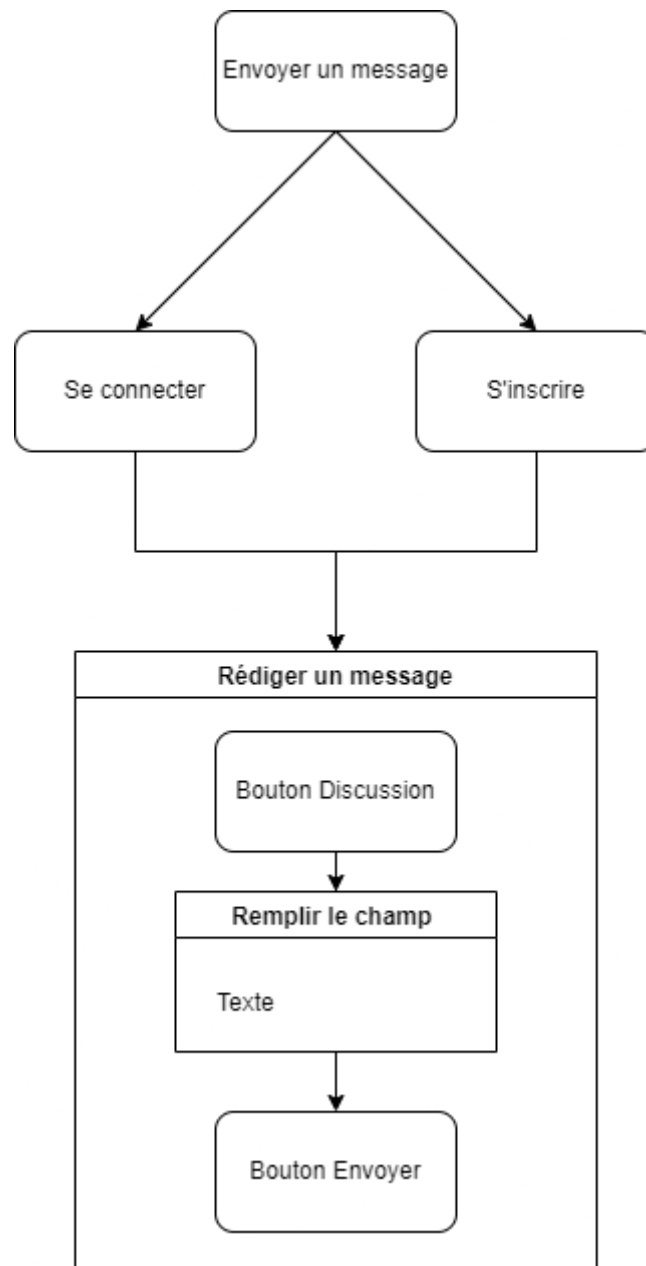 Envoyer un message
Se connecter
S'inscrire
Rédiger un message
Bouton Discussion
Remplir le champ
Texte
Bouton Envoyer